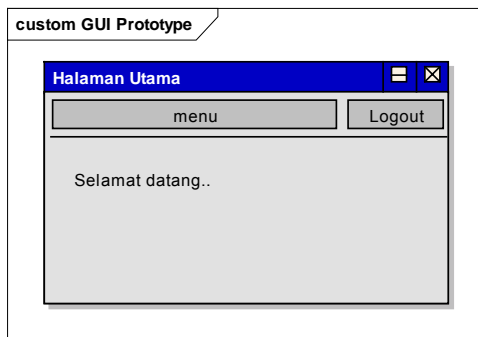 custom GUI Prototype
Halaman Utama
menu
Logout
Selamat datang..